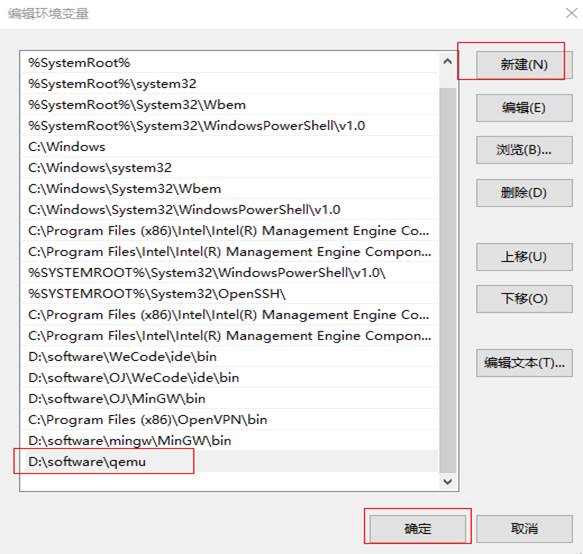 编辑环境变量
%SystemRoot%
%SystemRoot%\system32
%SystemRoot%\System32\Wbem
%SystemRoot%\System32\WindowsPowerShell\v1.0
C:\Windows
C:\Windows\system32
C:\Windows\System32\Wbem
C:\Windows\System32\WindowsPowerShell\v1.0
C:\Program Files (x86)\Intel\Intel(R) Management Engine Co...
C:\Program Files\Intel\Intel(R) Management Engine Compon...
%SYSTEMROOT%\System32\WindowsPowerShell\v1.0\
%SYSTEMROOT%\System32\OpenSSH\
C:\Program Files (x86)\Intel\Intel(R) Management Engine Co...
C:\Program Files\Intel\Intel(R) Management Engine Compon...
D:\software\WeCode\ide\bin
D:\software\OJ\WeCode\ide\bin
D:\software\OJ\MinGW\bin
C:\Program Files (x86)\OpenVPN\bin
D:\software\mingw\MinGW\bin
D:\software\qemu
新建(N)
编辑(E)
浏览(B)...
删除(D)
上移(U)
下移(O)
编辑文本(T)...
确定
取消